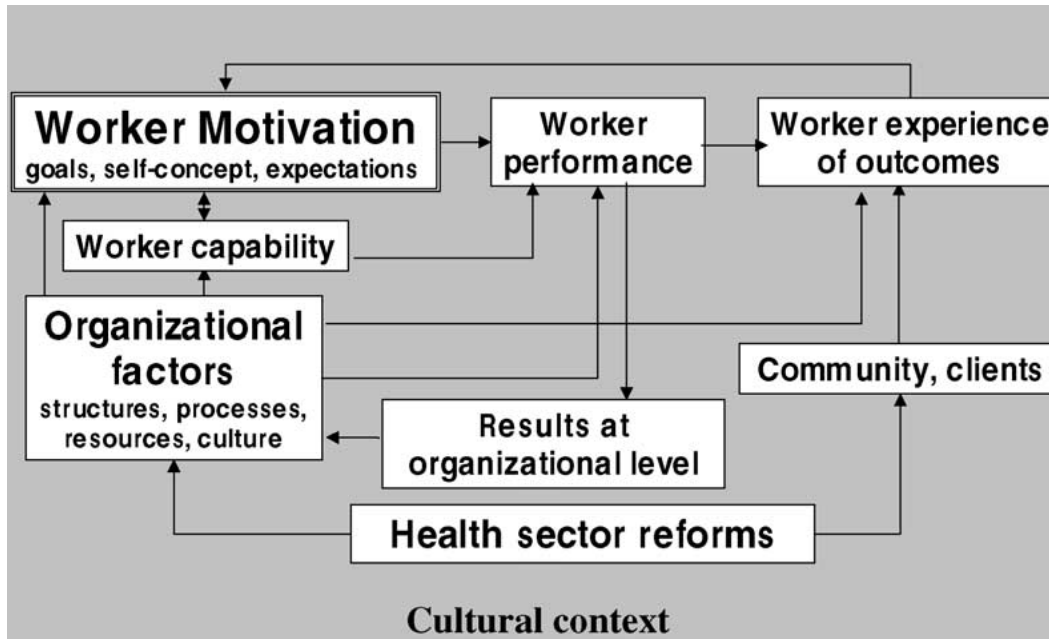 Worker Motivation
goals, self-concept, expectations
Worker
performance
Worker experience
of outcomes
Worker capability
Organizational
factors
structures, processes,
resources, culture
Community, clients
Results at
organizational level
Health sector reforms
Cultural context